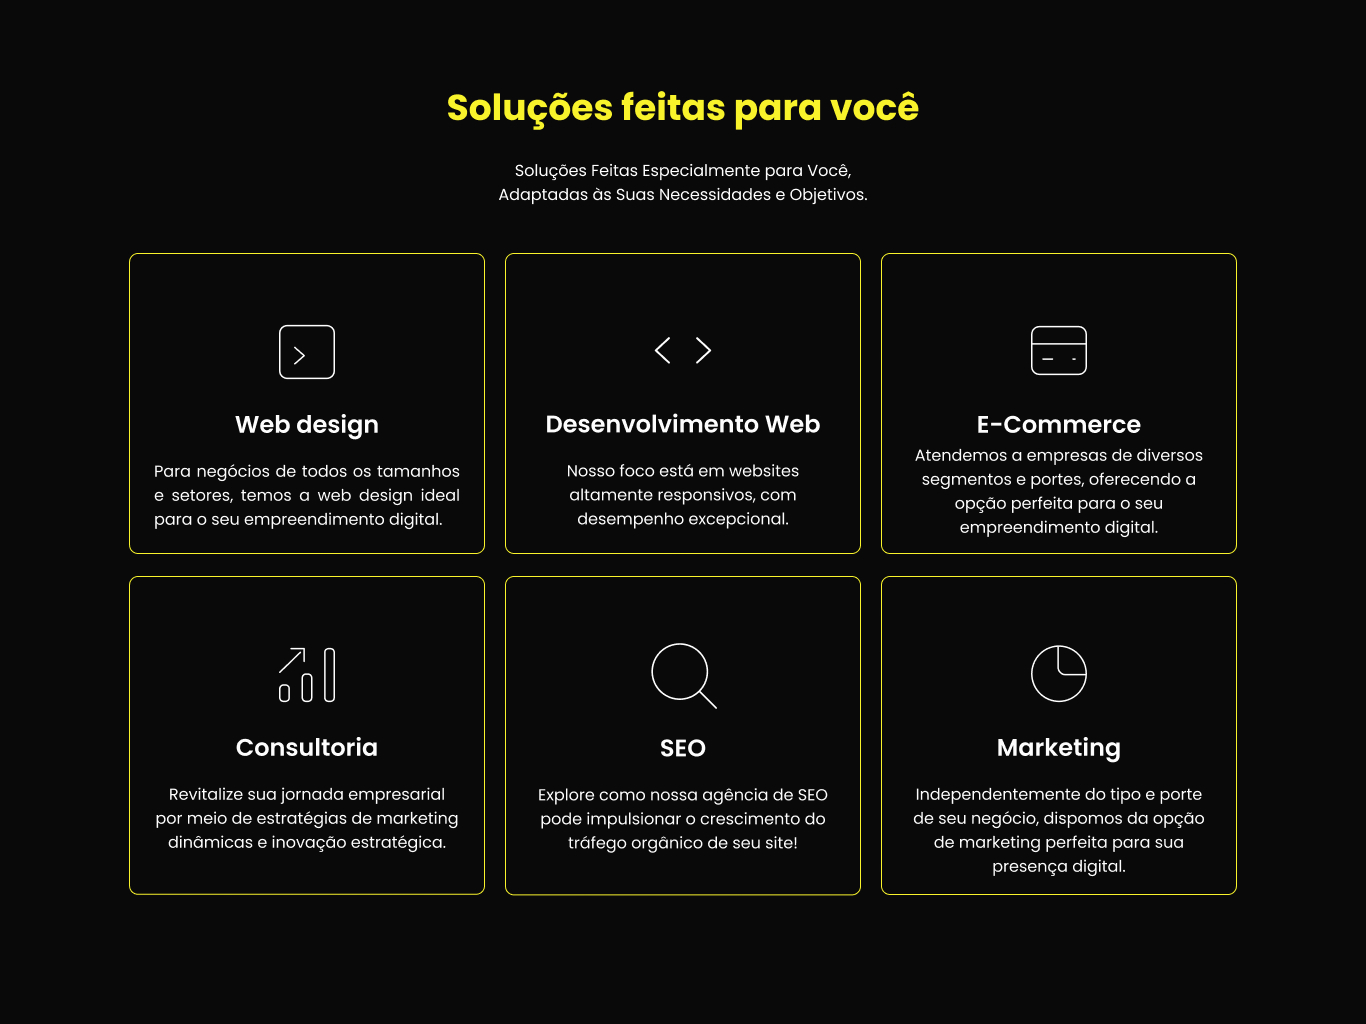 Soluções feitas para você
Soluções Feitas Especialmente para Você,
Adaptadas às Suas Necessidades e Objetivos.
Web design
Para negócios de todos os tamanhos
e setores, temos a web design ideal
para o seu empreendimento digital.
Desenvolvimento Web
Nosso foco está em websites
altamente responsivos, com
desempenho excepcional.
E-Commerce
Atendemos a empresas de diversos
segmentos e portes, oferecendo a
opção perfeita para o seu
empreendimento digital.
Consultoria
Revitalize sua jornada empresarial
por meio de estratégias de marketing
dinâmicas e inovação estratégica.
SEO
Explore como nossa agência de SEO
pode impulsionar o crescimento do
tráfego orgânico de seu site!
Marketing
Independentemente do tipo e porte
de seu negócio, dispomos da opção
de marketing perfeita para sua
presença digital.